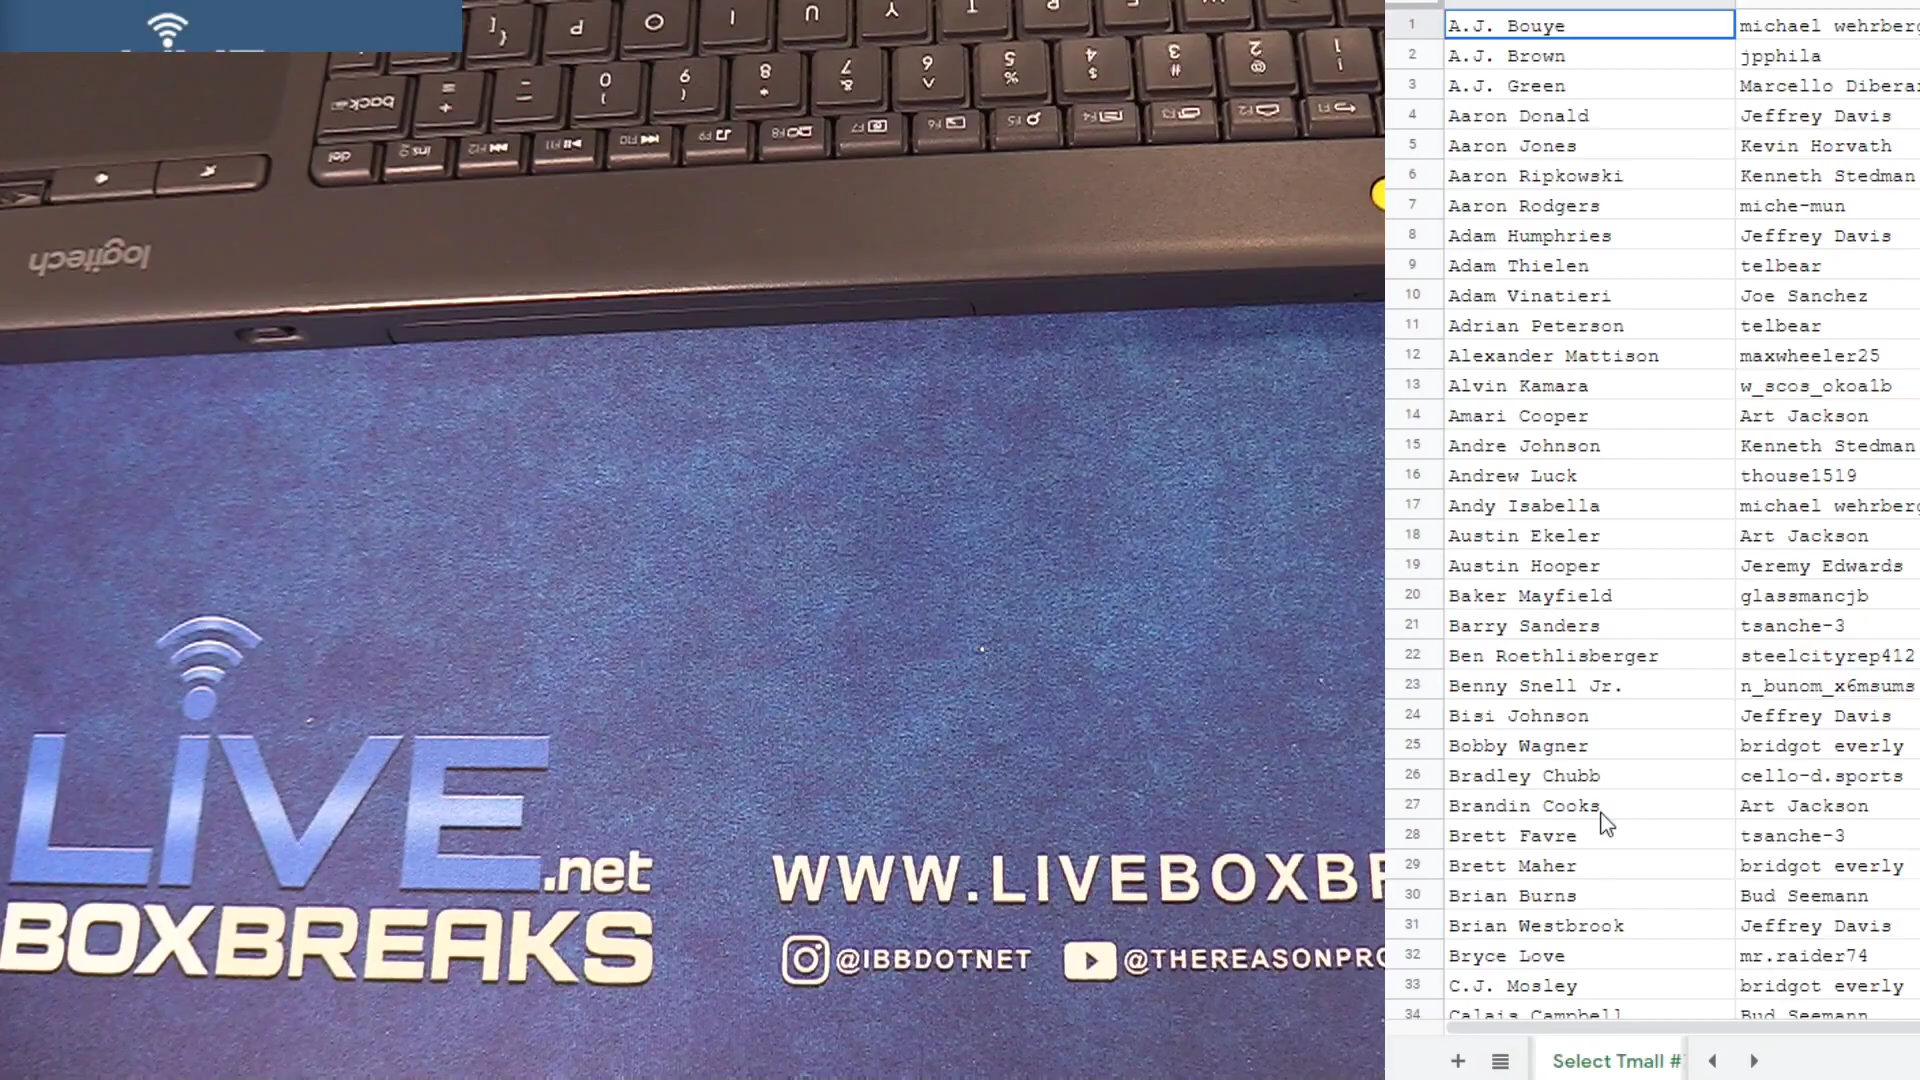 logitech
LiVE
.net
BOXBREAKS
WWW.LIVEBOXB
@IBBDOTNET
@THEREASONPRO
1 A.J. Bouye michael wehrberg
2 A.J. Brown jpphila
3 A.J. Green Marcello
4 Aaron Donald Jeffrey Davis
5 Aaron Jones Kevin Horvath
6 Aaron Ripkowski Kenneth Stedman
7 Aaron Rodgers miche-mun
8 Adam Humphries Jeffrey Davis
9 Adam Thielen telbear
10 Adam Vinatieri Joe Sanchez
11 Adrian Peterson telbear
12 Alexander Mattison maxwheeler25
13 Alvin Kamara w_scos_okoalb
14 Amari Cooper Art Jackson
15 Andre Johnson Kenneth Stedman
16 Andrew Luck thouse1519
17 Andy Isabella michael wehrberg
18 Austin Ekeler Art Jackson
19 Austin Hooper Jeremy Edwards
20 Baker Mayfield glassmancjb
21 Barry Sanders tsanche-3
22 Ben Roethlisberger steelcityrep412
23 Benny Snell Jr. n_bunom_x6msums
24 Bisi Johnson Jeffrey Davis
25 Bobby Wagner bridgot everly
26 Bradley Chubb cello-d.sports
27 Brandin Cooks Art Jackson
28 Brett Favre tsanche-3
29 Brett Maher bridgot everly
30 Brian Burns Bud Seemann
31 Brian Westbrook Jeffrey Davis
32 Bryce Love mr.raider74
33 C.J. Mosley bridgot everly
34 Calais Campbell Bud Seemann
Select Tmall #